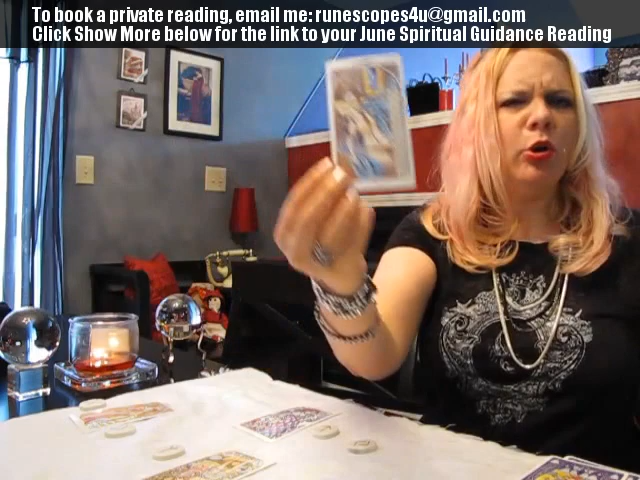 To book a private reading, email me: runescopes4u@gmail.com
Click Show More below for the link to your June Spiritual Guidance Reading